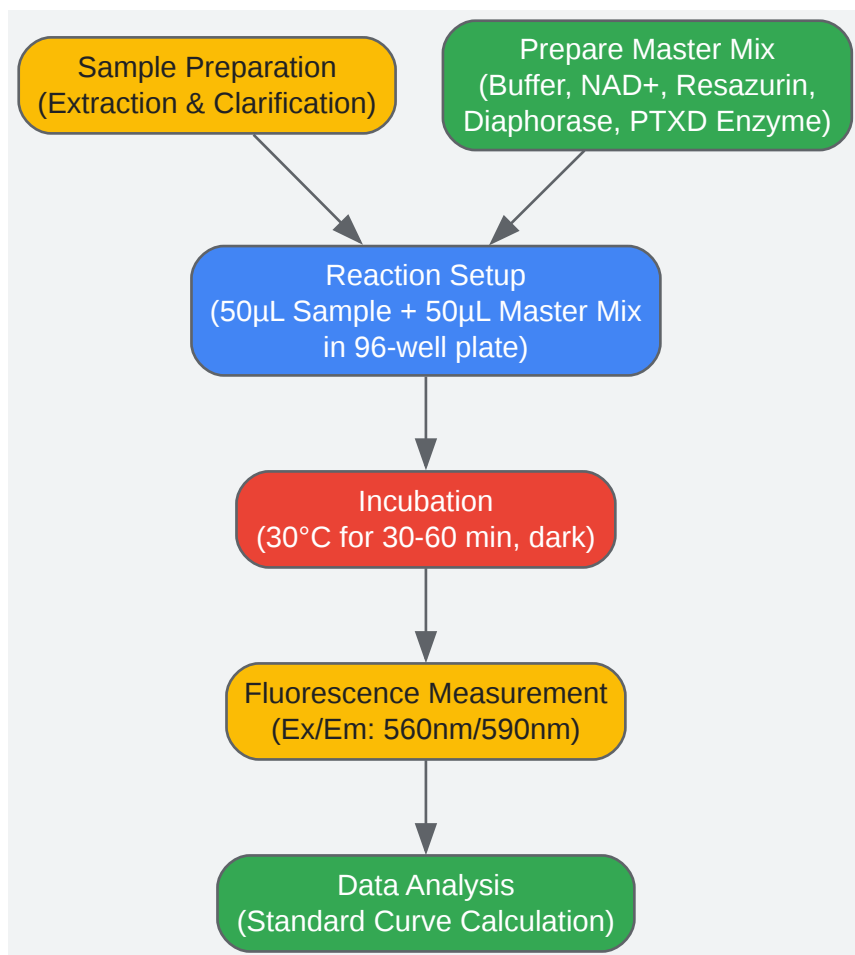 Sample Preparation
(Extraction & Clarification)
Prepare Master Mix
(Buffer, NAD+, Resazurin,
Diaphorase, PTXD Enzyme)
Reaction Setup
(50µL Sample + 50µL Master Mix
in 96-well plate)
Incubation
(30°C for 30-60 min, dark)
Fluorescence Measurement
(Ex/Em: 560nm/590nm)
Data Analysis
(Standard Curve Calculation)